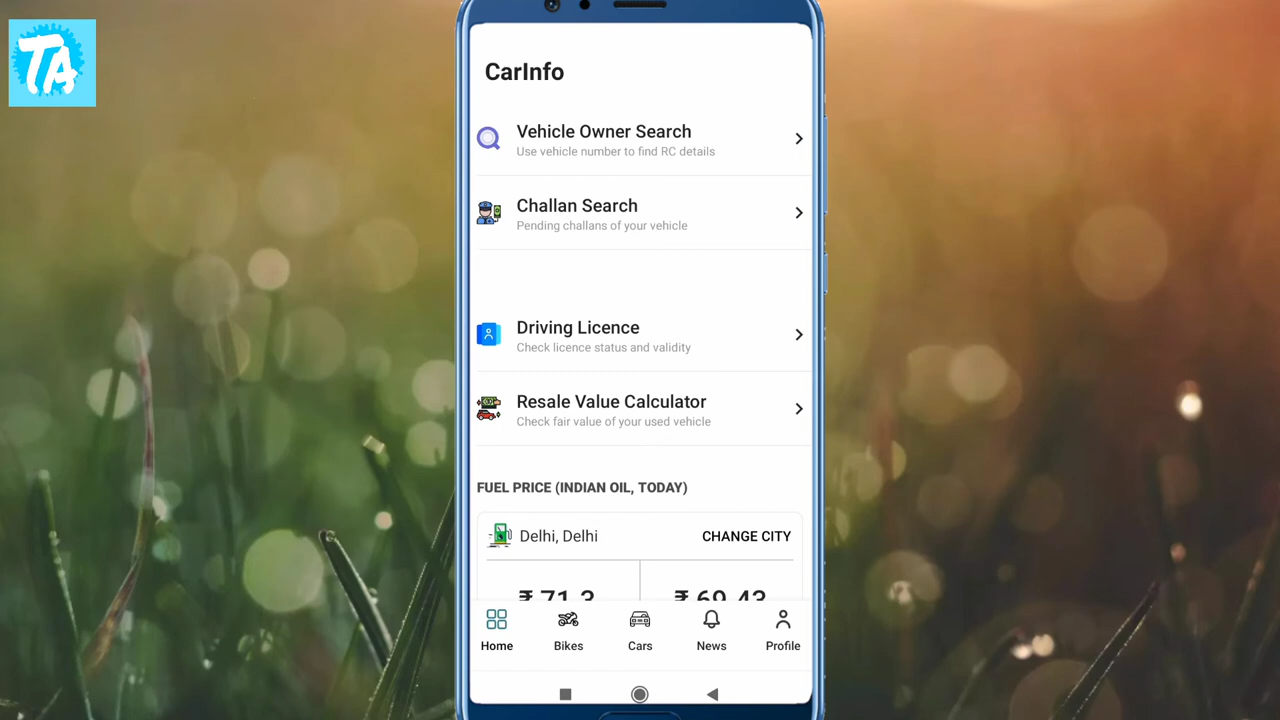 TA
CarInfo
Vehicle Owner Search
Use vehicle number to find RC details
Challan Search
Pending challans of your vehicle
Driving Licence
Check licence status and validity
Resale Value Calculator
Check fair value of your used vehicle
FUEL PRICE (INDIAN OIL, TODAY)
Delhi, Delhi
CHANGE CITY
₹ 71.3 ₹ 69.43
Home Bikes Cars News Profile